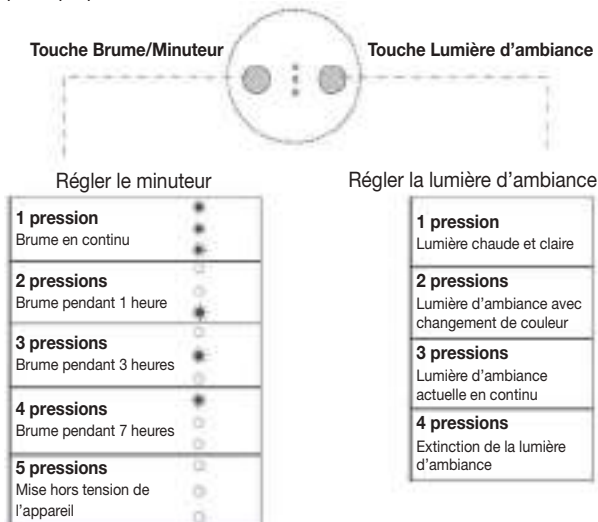 Touche Brume/Minuteur
Touche Lumière d'ambiance
Régler le minuteur
1 pression
Brume en continu
2 pressions
Brume pendant 1 heure
3 pressions
Brume pendant 3 heures
4 pressions
Brume pendant 7 heures
5 pressions
Mise hors tension de
l'appareil
Régler la lumière d'ambiance
1 pression
Lumière chaude et claire
2 pressions
Lumière d'ambiance avec
changement de couleur
3 pressions
Lumière d'ambiance
actuelle en continu
4 pressions
Extinction de la lumière
d'ambiance